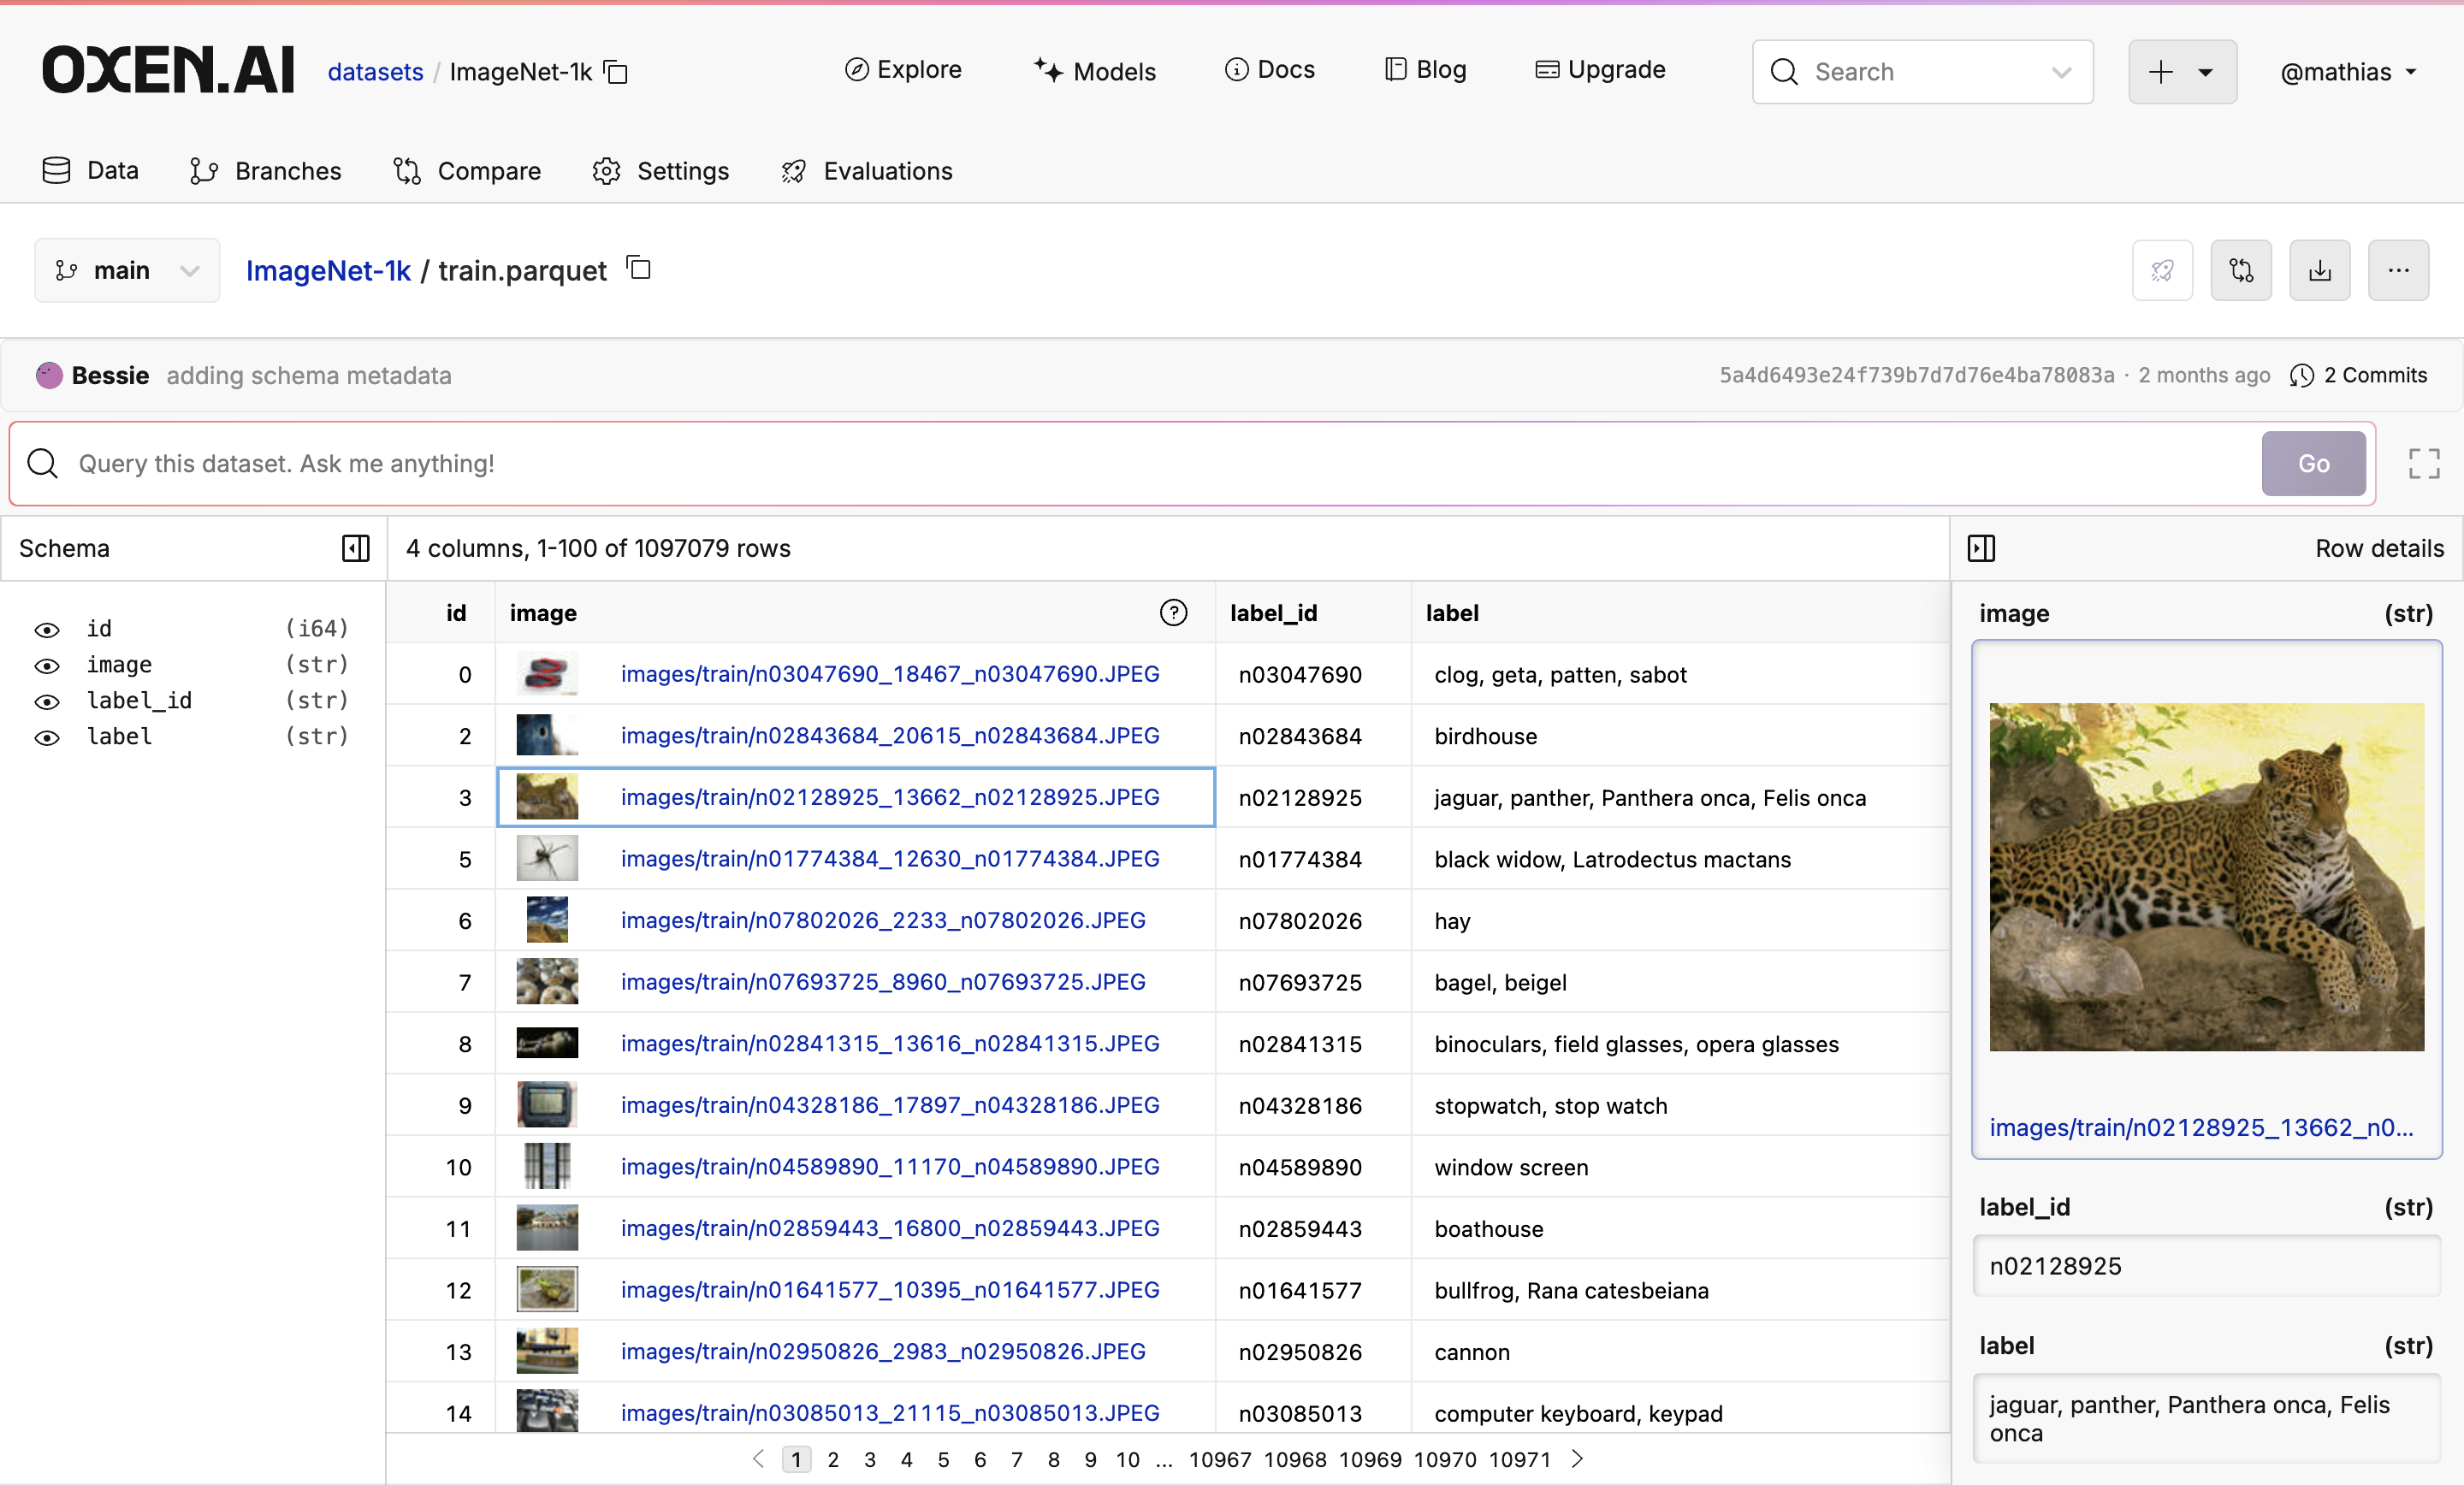 OXEN.AI datasets / ImageNet-1k Explore Models Docs Blog Upgrade Search @mathias
Data Branches Compare Settings Evaluations
main ImageNet-1k / train.parquet
Bessie adding schema metadata 5a4d6493e24f739b7d7d76e4ba78083a · 2 months ago 2 Commits
Query this dataset. Ask me anything! Go
Schema 4 columns, 1-100 of 1097079 rows Row details
id (i64)
image (str)
label_id (str)
label (str)
id image ? label_id label
0 images/train/n03047690_18467_n03047690.JPEG n03047690 clog, geta, patten, sabot
2 images/train/n02843684_20615_n02843684.JPEG n02843684 birdhouse
3 images/train/n02128925_13662_n02128925.JPEG n02128925 jaguar, panther, Panthera onca, Felis onca
5 images/train/n01774384_12630_n01774384.JPEG n01774384 black widow, Latrodectus mactans
6 images/train/n07802026_2233_n07802026.JPEG n07802026 hay
7 images/train/n07693725_8960_n07693725.JPEG n07693725 bagel, beigel
8 images/train/n02841315_13616_n02841315.JPEG n02841315 binoculars, field glasses, opera glasses
9 images/train/n04328186_17897_n04328186.JPEG n04328186 stopwatch, stop watch
10 images/train/n04589890_11170_n04589890.JPEG n04589890 window screen
11 images/train/n02859443_16800_n02859443.JPEG n02859443 boathouse
12 images/train/n01641577_10395_n01641577.JPEG n01641577 bullfrog, Rana catesbeiana
13 images/train/n02950826_2983_n02950826.JPEG n02950826 cannon
14 images/train/n03085013_21115_n03085013.JPEG n03085013 computer keyboard, keypad
1 2 3 4 5 6 7 8 9 10 ... 10967 10968 10969 10970 10971
image (str)
images/train/n02128925_13662_n0...
label_id (str)
n02128925
label (str)
jaguar, panther, Panthera onca, Felis
onca